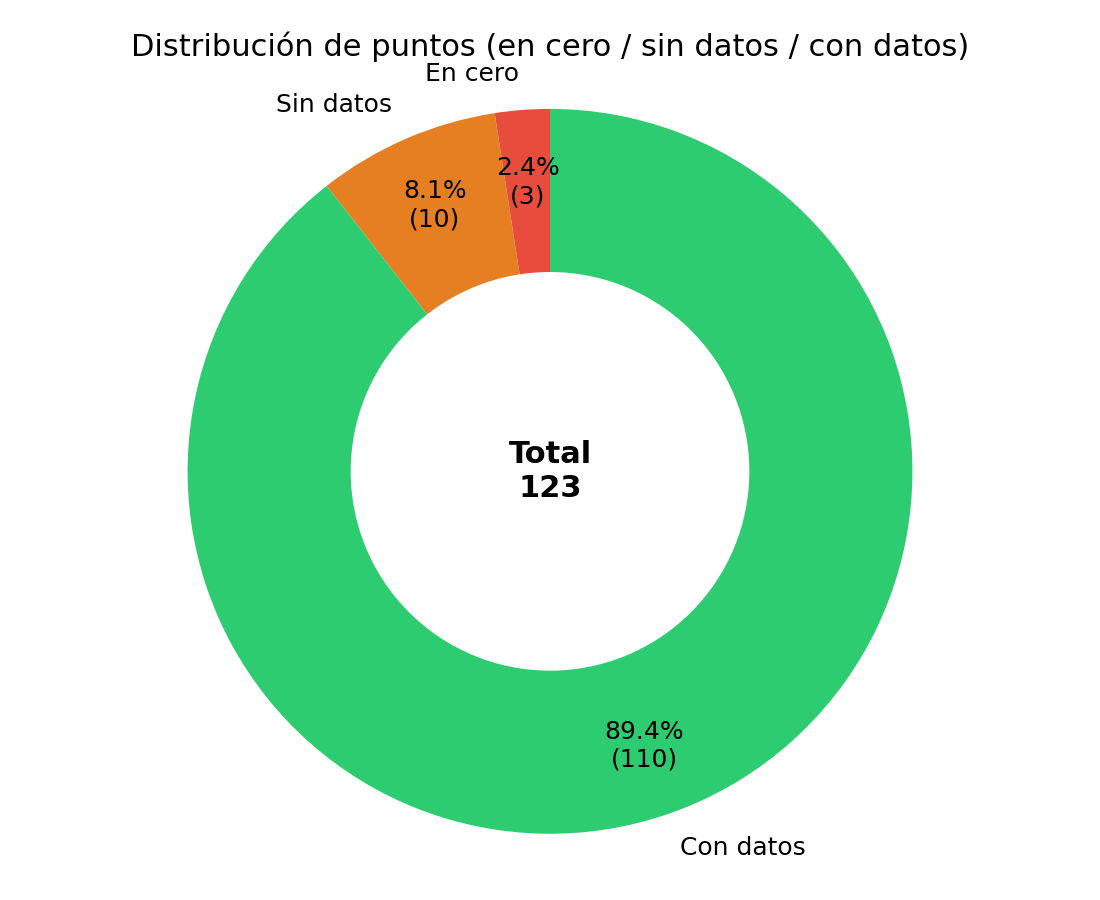 Distribución de puntos (en cero / sin datos / con datos)
En cero
Sin datos
2.4%
(3)
8.1%
(10)
Total
123
89.4%
(110)
Con datos